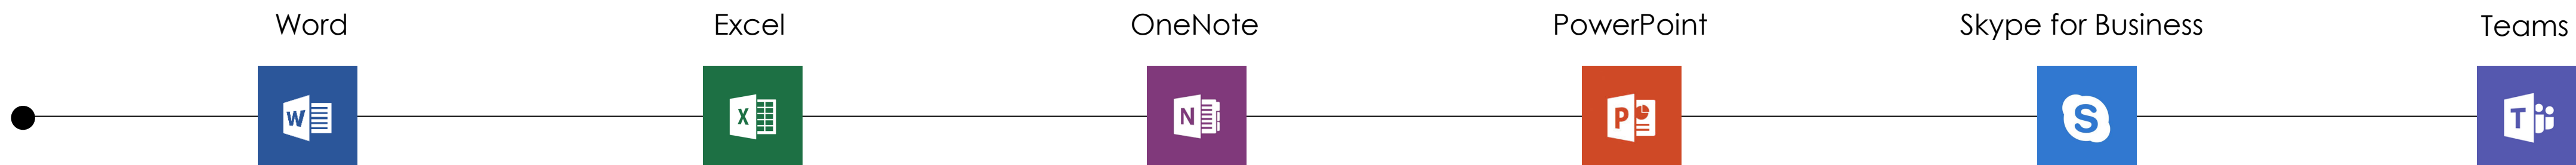 Word
Excel
OneNote
PowerPoint
Skype for Business
Teams
W
X
N
P
S
T